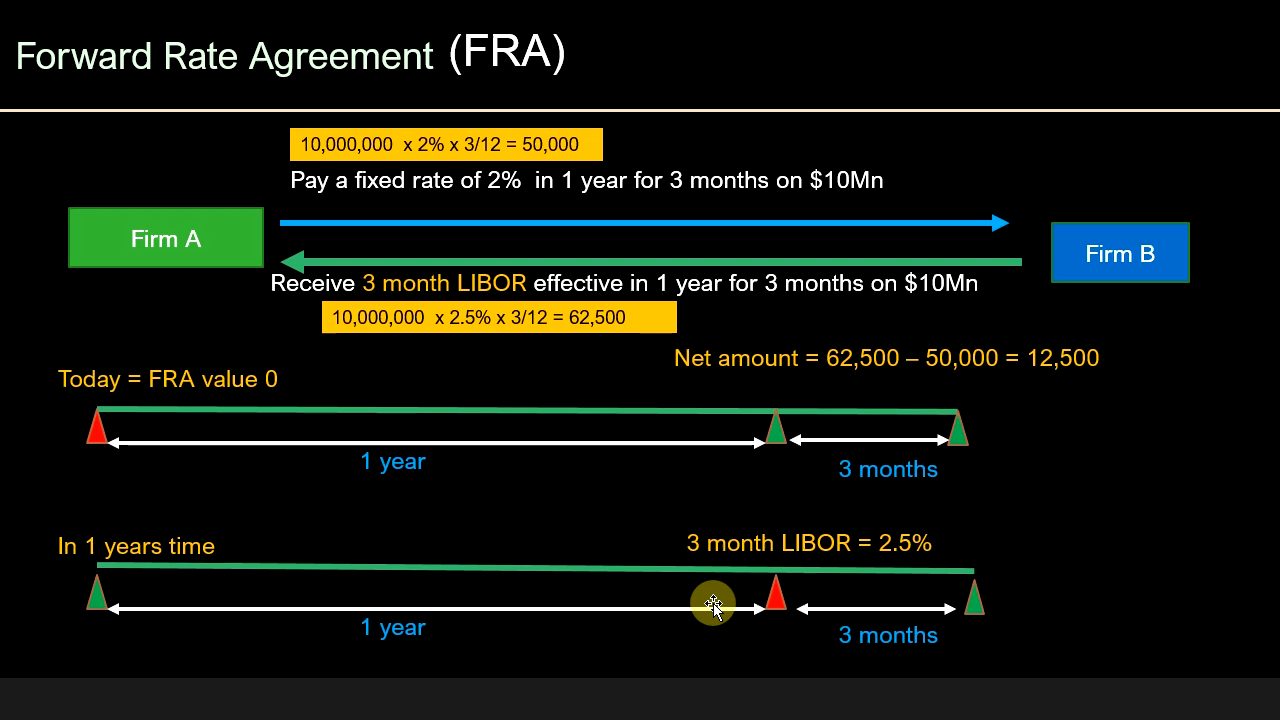 Forward Rate Agreement (FRA)
10,000,000 x 2% x 3/12 = 50,000
Pay a fixed rate of 2% in 1 year for 3 months on $10Mn
Firm A
Firm B
Receive 3 month LIBOR effective in 1 year for 3 months on $10Mn
10,000,000 x 2.5% x 3/12 = 62,500
Net amount = 62,500 – 50,000 = 12,500
Today = FRA value 0
1 year
3 months
In 1 years time
3 month LIBOR = 2.5%
1 year
3 months